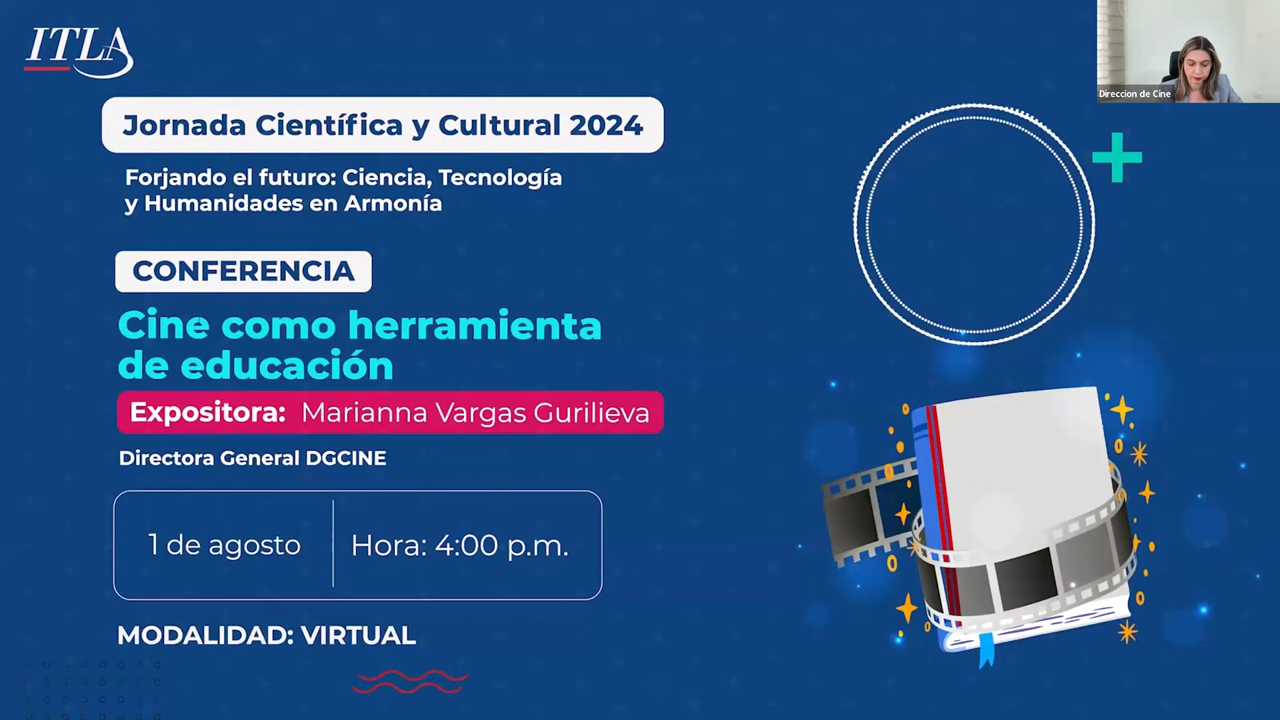 ITLA
Direccion de Cine
Jornada Científica y Cultural 2024
Forjando el futuro: Ciencia, Tecnología
y Humanidades en Armonía
CONFERENCIA
Cine como herramienta
de educación
Expositora: Marianna Vargas Gurilieva
Directora General DGCINE
1 de agosto
Hora: 4:00 p.m.
MODALIDAD: VIRTUAL